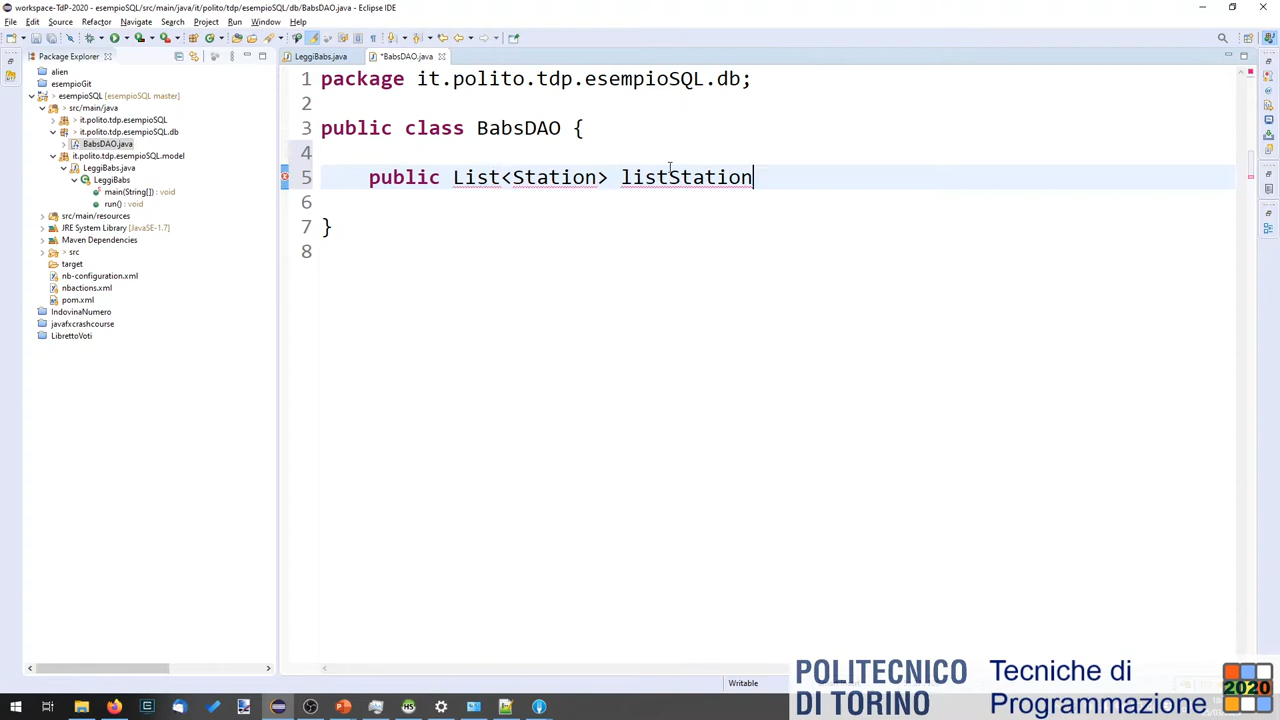 workspace-TdP-2020 - esempioSQL/src/main/java/it/polito/tdp/esempioSQL/db/BabsDAO.java - Eclipse IDE
File Edit Source Refactor Navigate Search Project Run Window Help
Package Explorer
LeggiBabs.java
*BabsDAO.java
alien
esempioGit
esempioSQL [esempioSQL master]
src/main/java
it.polito.tdp.esempioSQL
it.polito.tdp.esempioSQL.db
BabsDAO.java
it.polito.tdp.esempioSQL.model
LeggiBabs.java
LeggiBabs
main(String[]) : void
run() : void
src/main/resources
JRE System Library [JavaSE-1.7]
Maven Dependencies
src
target
nb-configuration.xml
nbactions.xml
pom.xml
IndovinaNumero
javafxcrashcourse
LibrettoVoti
1 package it.polito.tdp.esempioSQL.db;
2
3 public class BabsDAO {
4
5 public List<Station> listStation
6
7 }
8
Writable
POLITECNICO
DI TORINO
Tecniche di
Programmazione
2020